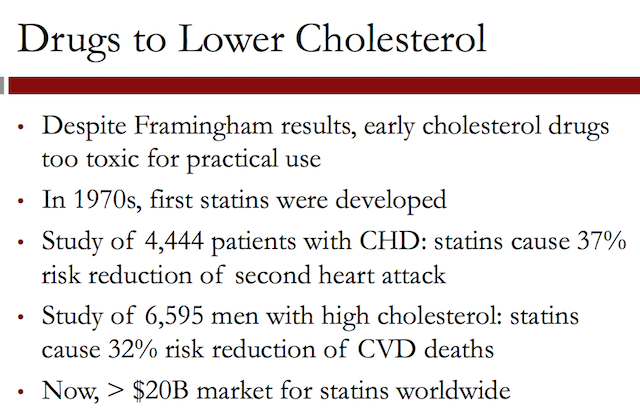 Drugs to Lower Cholesterol
• Despite Framingham results, early cholesterol drugs
too toxic for practical use
• In 1970s, first statins were developed
• Study of 4,444 patients with CHD: statins cause 37%
risk reduction of second heart attack
• Study of 6,595 men with high cholesterol: statins
cause 32% risk reduction of CVD deaths
• Now, > $20B market for statins worldwide